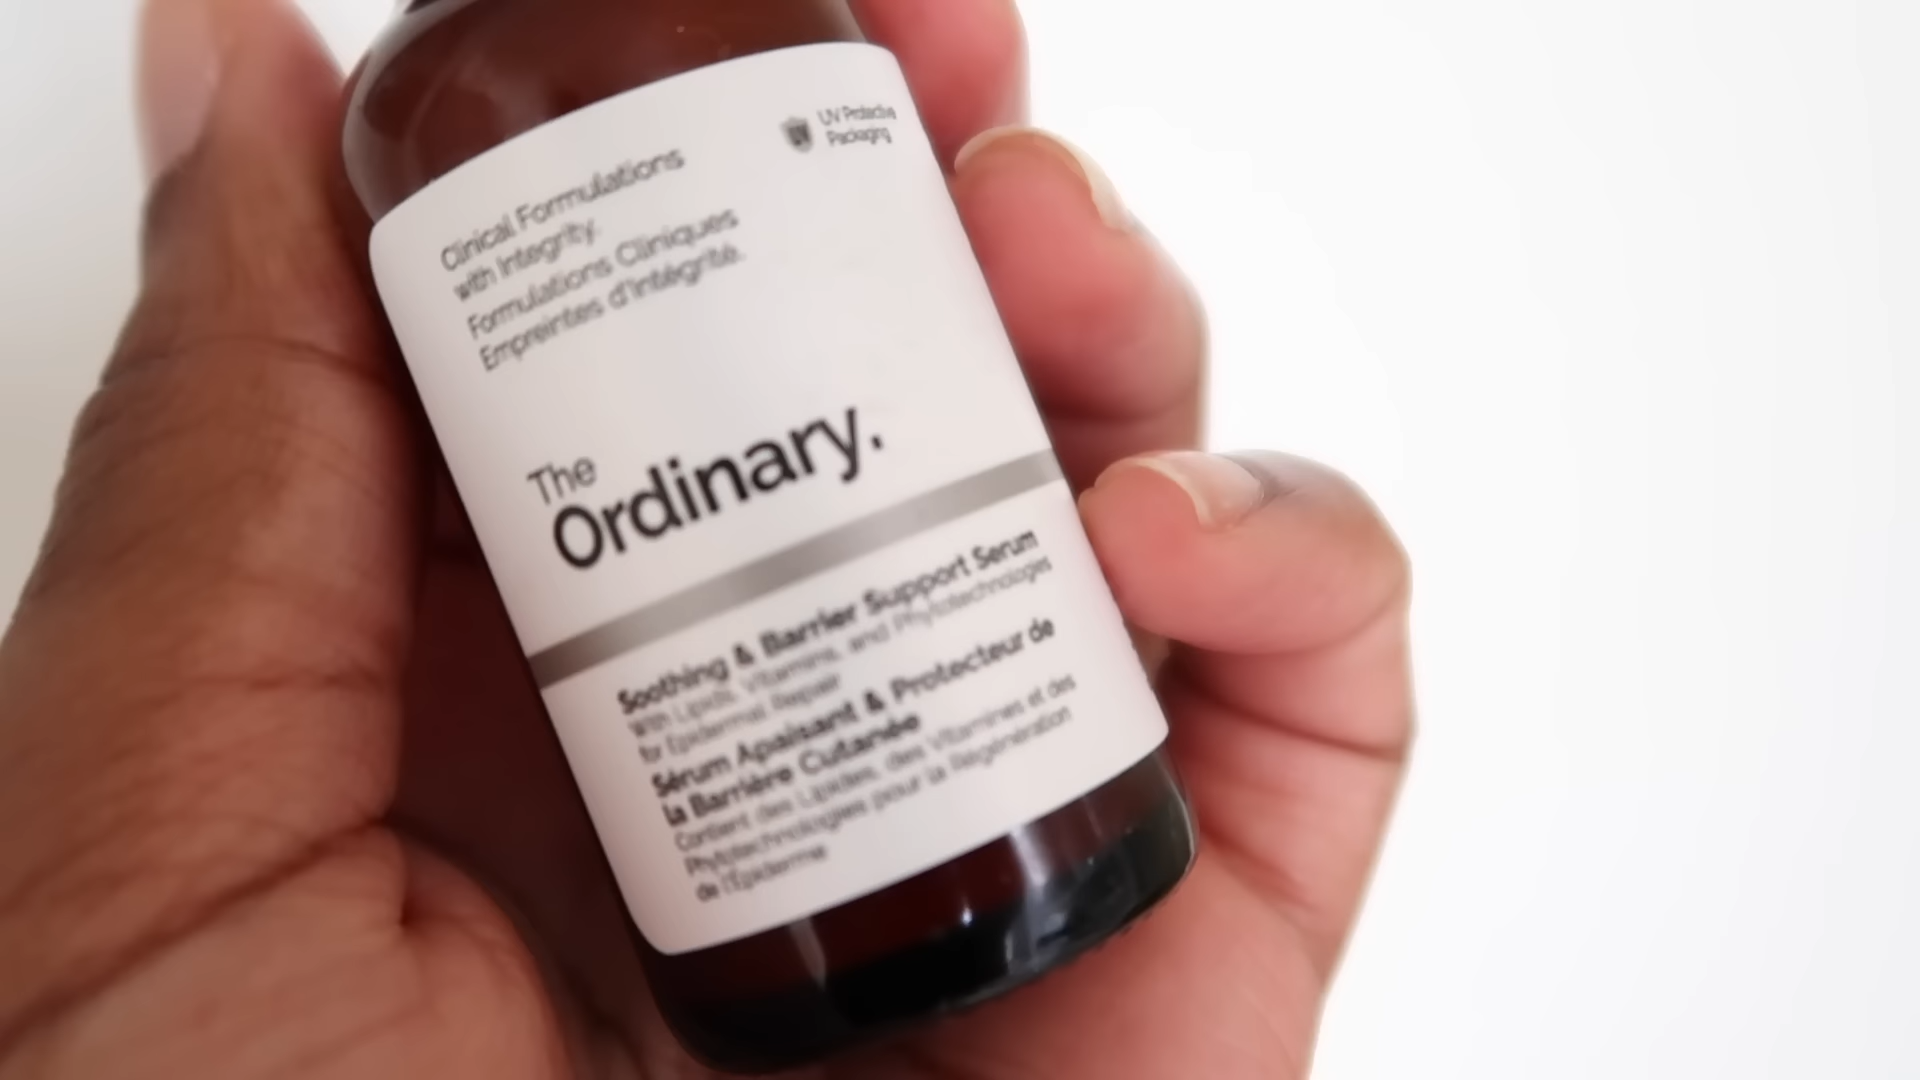 UV Protective
Packaging
Clinical Formulations
with Integrity.
Formulations Cliniques
Empreintes d'Intégrité.
The
Ordinary.
Soothing & Barrier Support Serum
With Lipids, Vitamins, and Phytotechnologies
for Epidermal Repair
Sérum Apaisant & Protecteur de
la Barrière Cutanée
Contient des Lipides, des Vitamines et des
Phytotechnologies pour la Régénération
de l'Épiderme